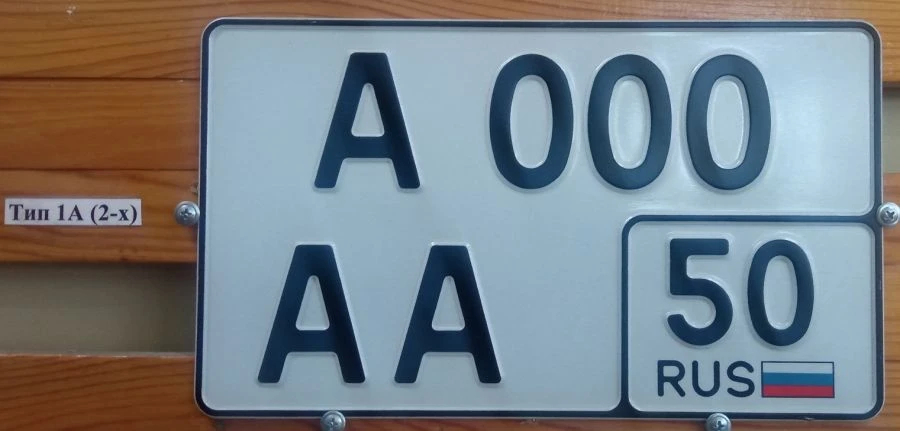 Тип 1А (2-х)
А 000
АА 50
RUS